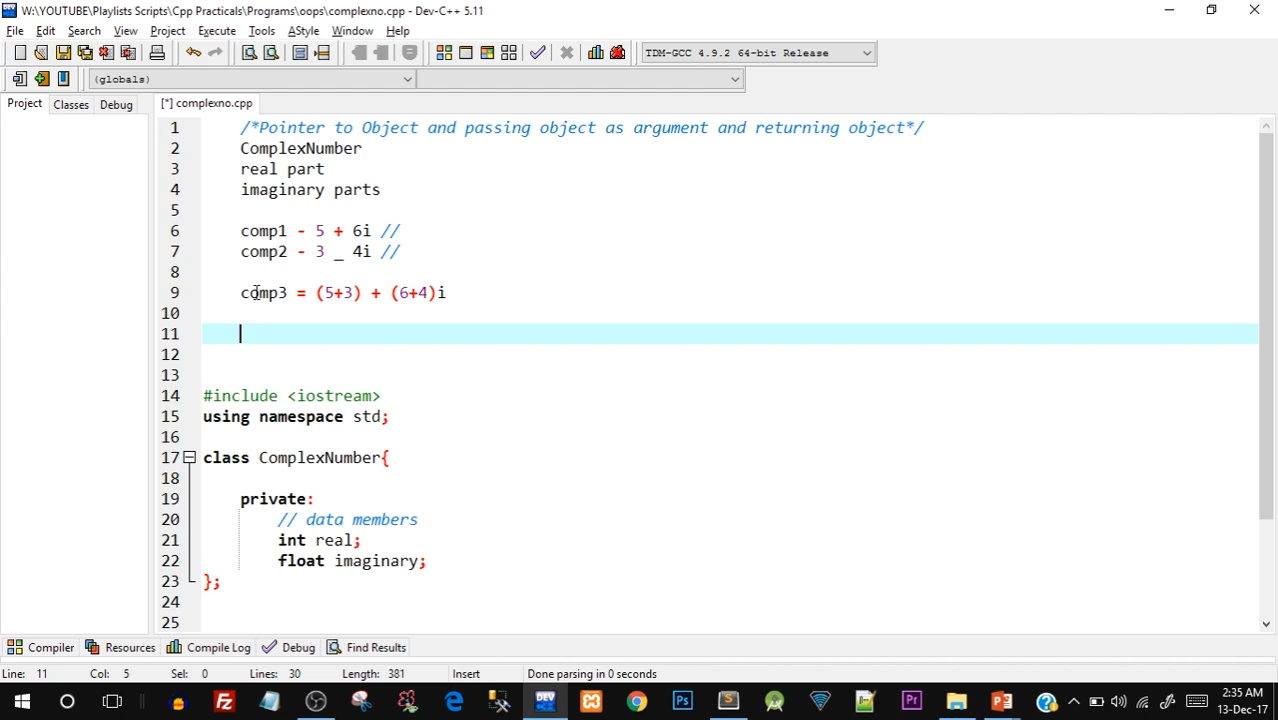 W:\YOUTUBE\Playlists Scripts\Cpp Practicals\Programs\oops\complexno.cpp - Dev-C++ 5.11
File Edit Search View Project Execute Tools AStyle Window Help
TDM-GCC 4.9.2 64-bit Release
(globals)
Project Classes Debug [*] complexno.cpp
1 /*Pointer to Object and passing object as argument and returning object*/
2 ComplexNumber
3 real part
4 imaginary parts
5
6 comp1 - 5 + 6i //
7 comp2 - 3 _ 4i //
8
9 comp3 = (5+3) + (6+4)i
10
11
12
13
14 #include <iostream>
15 using namespace std;
16
17 class ComplexNumber{
18
19 private:
20 // data members
21 int real;
22 float imaginary;
23 };
24
25
Compiler Resources Compile Log Debug Find Results
Line: 11 Col: 5 Sel: 0 Lines: 30 Length: 381 Insert Done parsing in 0 seconds
2:35 AM
13-Dec-17